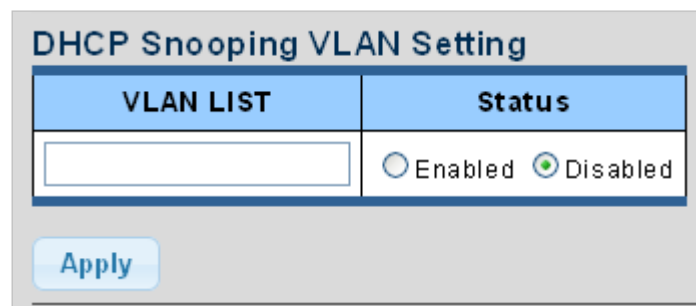 DHCP Snooping VLAN Setting
VLAN LIST Status
Enabled Disabled
Apply